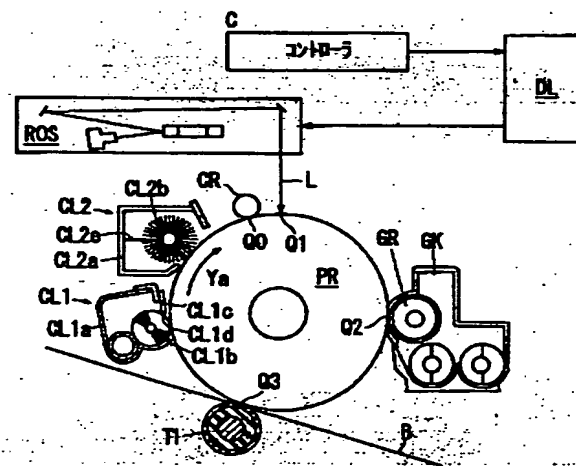 C
コントローラ
DL
ROS
L
CR
CL2b
CL2
CL2e
CL2a
Q0
Q1
Ya
PR
GR
GK
CL1
CL1c
CL1a
CL1d
CL1b
Q2
Q3
T1
B